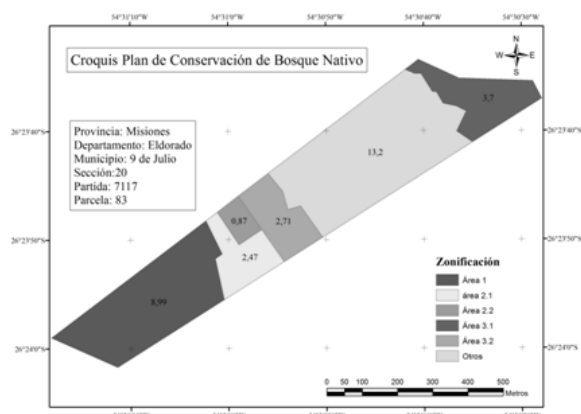 54°31'10"O 54°31'0"O 54°30'50"O 54°30'40"O 54°30'30"O
Croquis Plan de Conservación de Bosque Nativo
N
W E
S
3,7
26°23'40"S 26°23'40"S
Provincia: Misiones
Departamento: Eldorado
Municipio: 9 de Julio
Sección:20
Partida: 7117
Parcela: 83
13,2
0,87
2,71
26°23'50"S 26°23'50"S
2,47
Zonificación
Área 1
área 2.1
Área 2.2
Área 3.1
Área 3.2
Otros
8,99
26°24'0"S 26°24'0"S
0 50 100 200 300 400 500
Metros